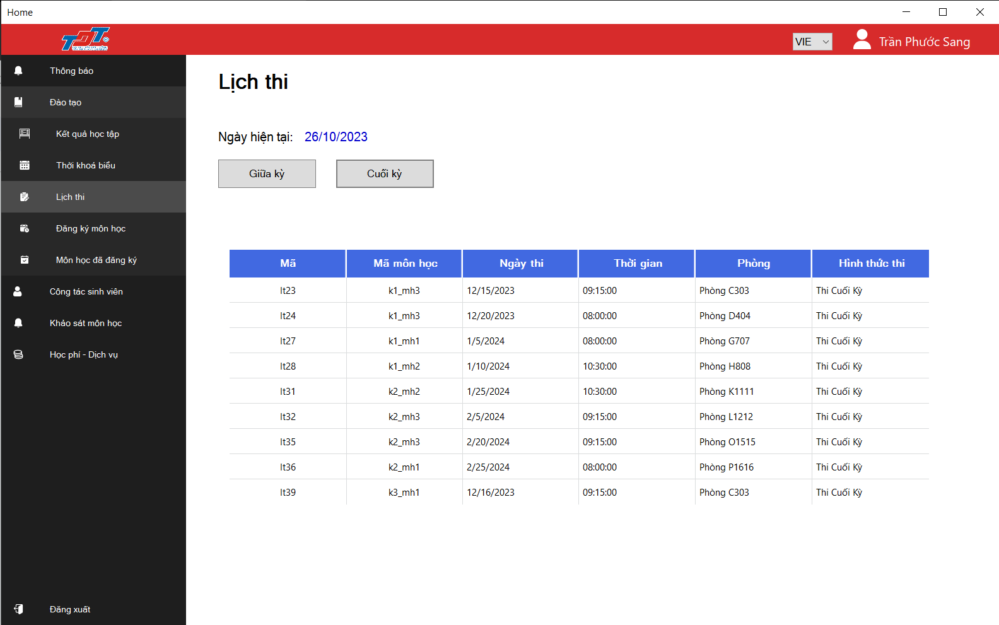 Home
TDT
VIE
Trần Phước Sang
Thông báo
Đào tạo
Kết quả học tập
Thời khoá biểu
Lịch thi
Đăng ký môn học
Môn học đã đăng ký
Công tác sinh viên
Khảo sát môn học
Học phí - Dịch vụ
Đăng xuất
Lịch thi
Ngày hiện tại: 26/10/2023
Giữa kỳ Cuối kỳ
Mã Mã môn học Ngày thi Thời gian Phòng Hình thức thi
lt23 k1_mh3 12/15/2023 09:15:00 Phòng C303 Thi Cuối Kỳ
lt24 k1_mh3 12/20/2023 08:00:00 Phòng D404 Thi Cuối Kỳ
lt27 k1_mh1 1/5/2024 08:00:00 Phòng G707 Thi Cuối Kỳ
lt28 k1_mh2 1/10/2024 10:30:00 Phòng H808 Thi Cuối Kỳ
lt31 k2_mh2 1/25/2024 10:30:00 Phòng K1111 Thi Cuối Kỳ
lt32 k2_mh3 2/5/2024 09:15:00 Phòng L1212 Thi Cuối Kỳ
lt35 k2_mh3 2/20/2024 09:15:00 Phòng O1515 Thi Cuối Kỳ
lt36 k2_mh1 2/25/2024 08:00:00 Phòng P1616 Thi Cuối Kỳ
lt39 k3_mh1 12/16/2023 09:15:00 Phòng C303 Thi Cuối Kỳ